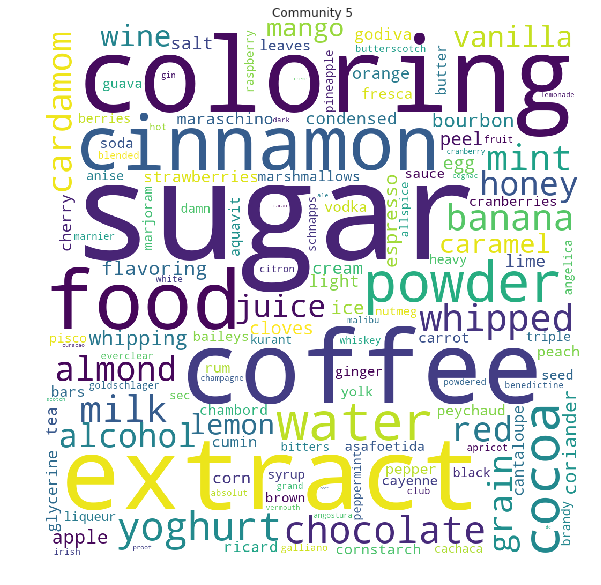 Community 5
wine
salt
leaves
mango
godiva
butterscotch
vanilla
coloring
gin
raspberry
pineapple
orange
butter
fresca
lemonade
guava
cardamom
berries
maraschino
dark
condensed
bourbon
cinnamon
hot
soda
peel
fruit
mint
blended
anise
strawberries
marshmallows
egg
cranberry
cognac
sauce
cranberries
honey
sugar
cherry
marjoram
damn
aquavit
schnapps
vodka
espresso
allspice
banana
marnier
caramel
angelica
flavoring
citron
cream
heavy
lime
white
light
powder
food
juice
ice
nutmeg
whipped
pisco
curacao
whipping
baileys
kurant
cloves
malibu
whiskey
carrot
triple
peach
everclear
almond
goldschlager
rum
champagne
ginger
coffee
yolk
powdered
benedictine
seed
bars
sec
scotch
milk
chambord
lemon
water
peychaud
red
cantaloupe
coriander
tea
alcohol
cumin
bitters
asafoetida
apricot
cocoa
extract
corn
syrup
peppermint
pepper
cayenne
black
grain
glycerine
absolut
grand
brown
club
vermouth
angostura
liqueur
yoghurt
chocolate
brandy
apple
irish
proof
ricard
galliano
cornstarch
cachaca